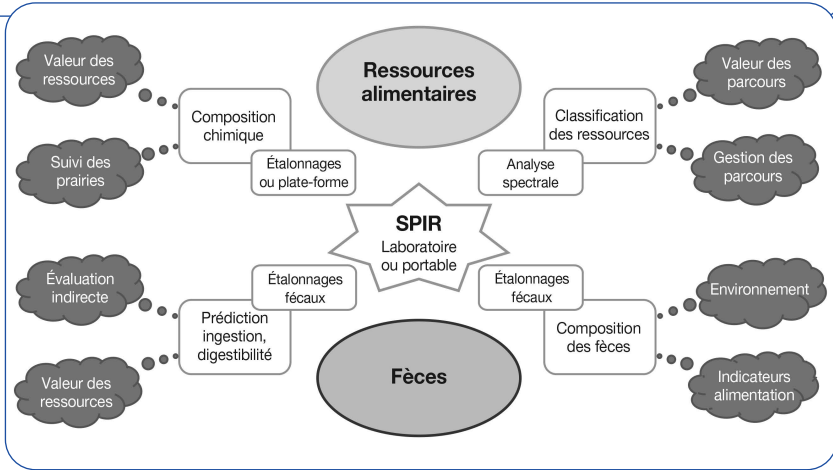 Valeur des
ressources
Suivi des
prairies
Composition
chimique
Étalonnages
ou plate-forme
Ressources
alimentaires
Classification
des ressources
Analyse
spectrale
Valeur des
parcours
Gestion des
parcours
SPIR
Laboratoire
ou portable
Évaluation
indirecte
Valeur des
ressources
Étalonnages
fécaux
Prédiction
ingestion,
digestibilité
Fèces
Étalonnages
fécaux
Composition
des fèces
Environnement
Indicateurs
alimentation